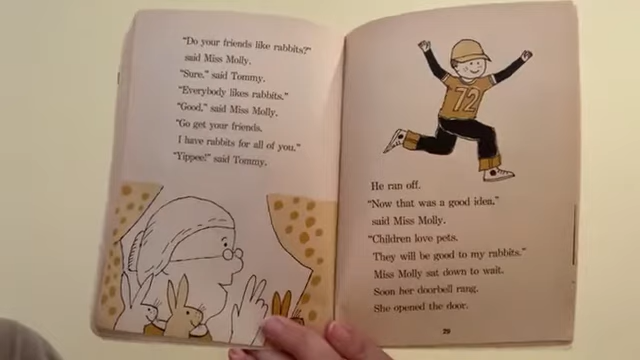 "Do your friends like rabbits?"
said Miss Molly.
"Sure," said Tommy.
"Everybody likes rabbits."
"Good," said Miss Molly.
"Go get your friends.
I have rabbits for all of you."
"Yippee!" said Tommy.
72
He ran off.
"Now that was a good idea."
said Miss Molly.
"Children love pets.
They will be good to my rabbits."
Miss Molly sat down to wait.
Soon her doorbell rang.
She opened the door.
29